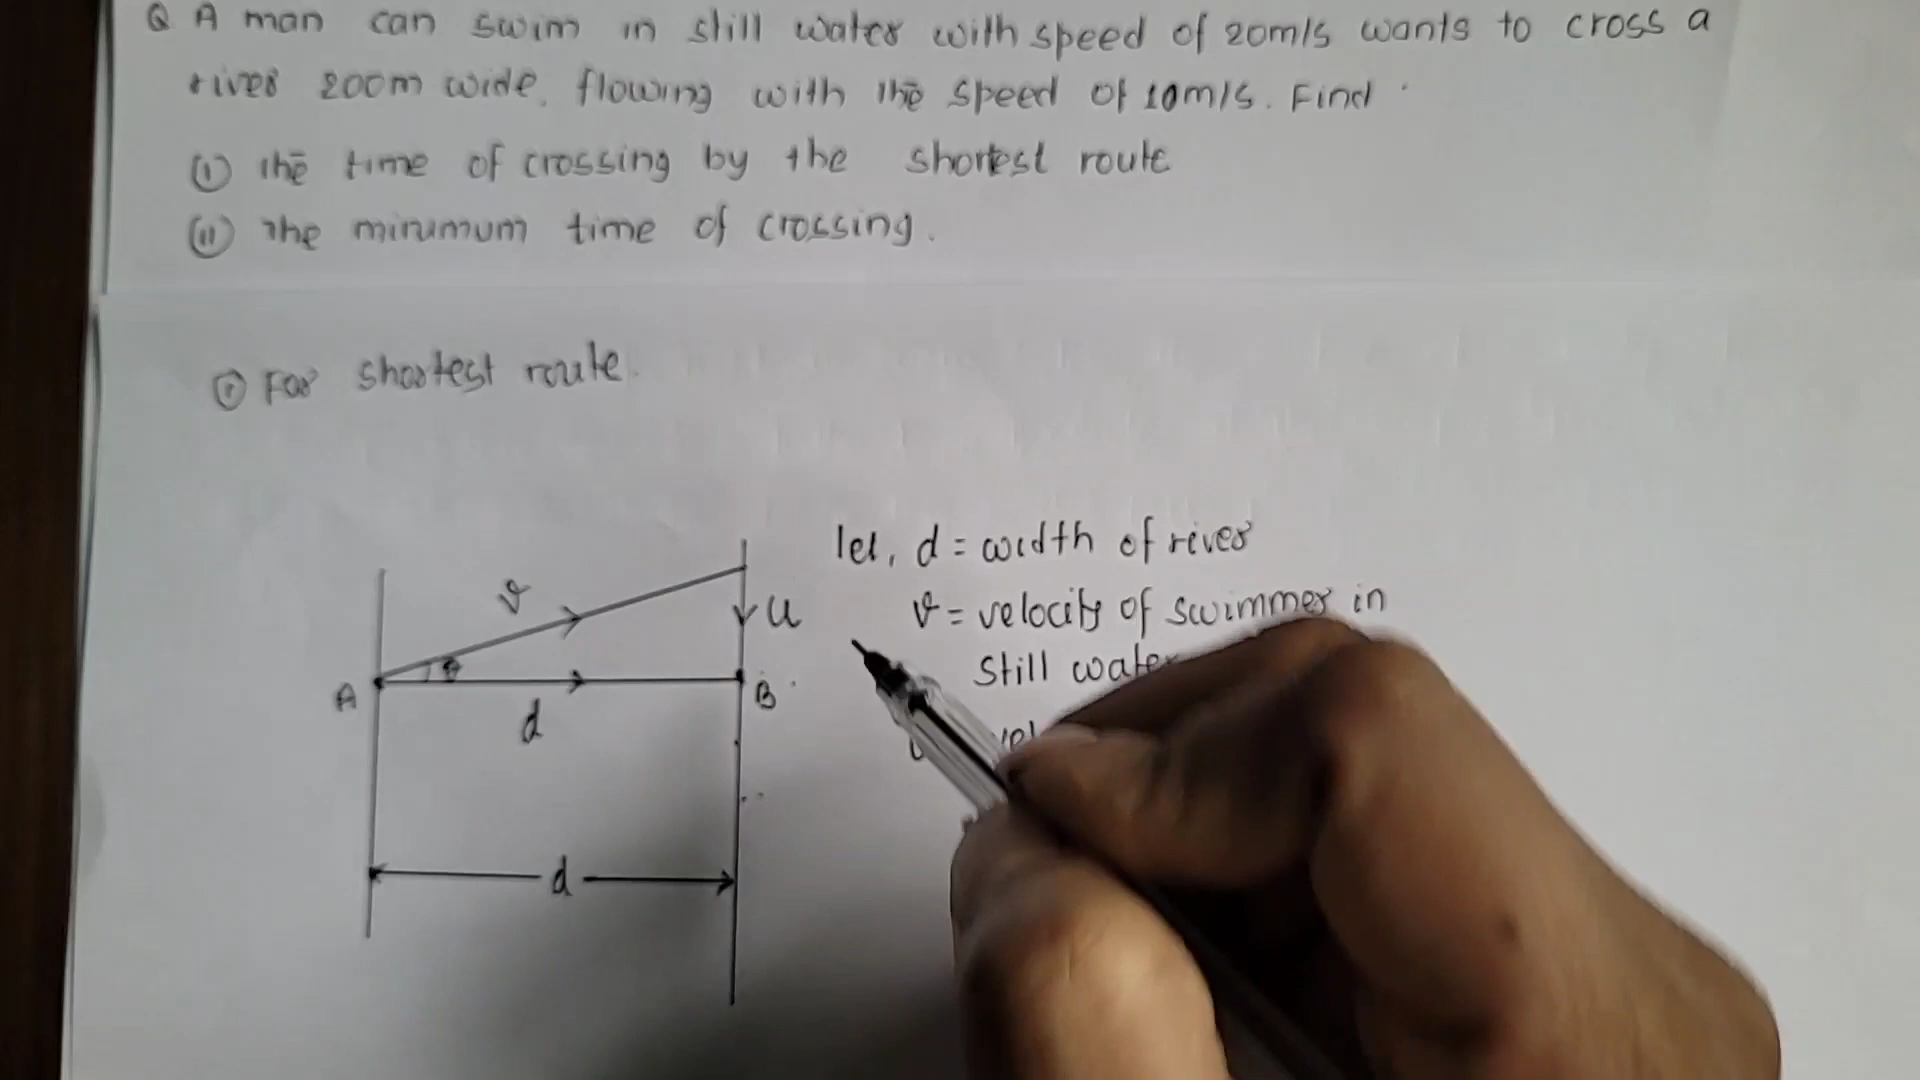 Q A man can swim in still water with speed of 20m/s wants to cross a
river 200m wide, flowing with the speed of 10m/s. Find
(i) the time of crossing by the shortest route
(ii) The minimum time of crossing.
(i) For shortest route.
let, d = width of river
v = velocity of swimmer in
still water
v
u
θ
A
B
d
d